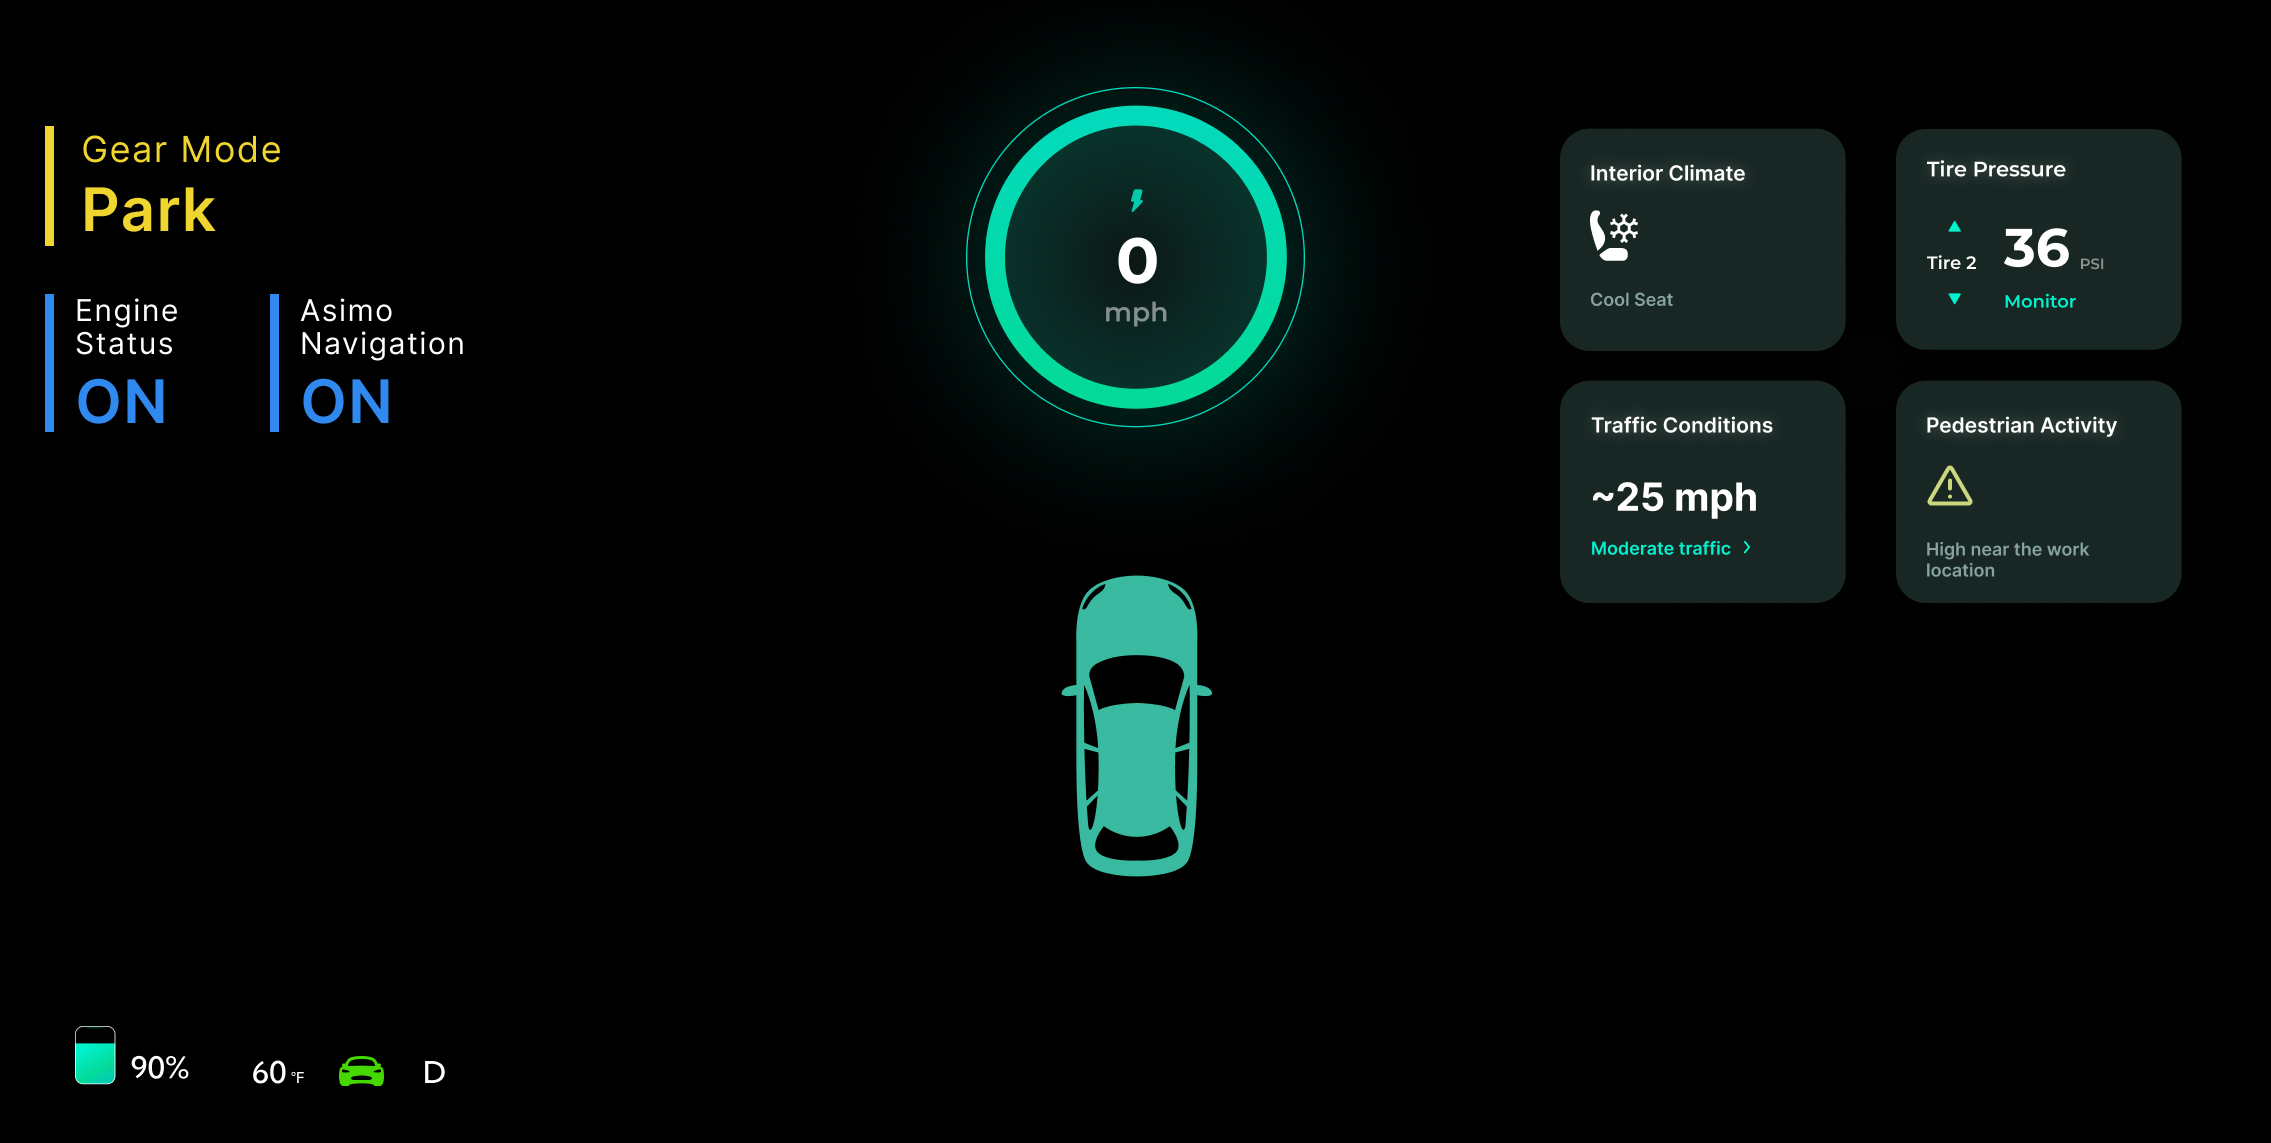 Gear Mode
Park
Engine
Status
ON
Asimo
Navigation
ON
0
mph
Interior Climate
Cool Seat
Tire Pressure
Tire 2
36 PSI
Monitor
Traffic Conditions
~25 mph
Moderate traffic
Pedestrian Activity
High near the work
location
90%
60 °F
D